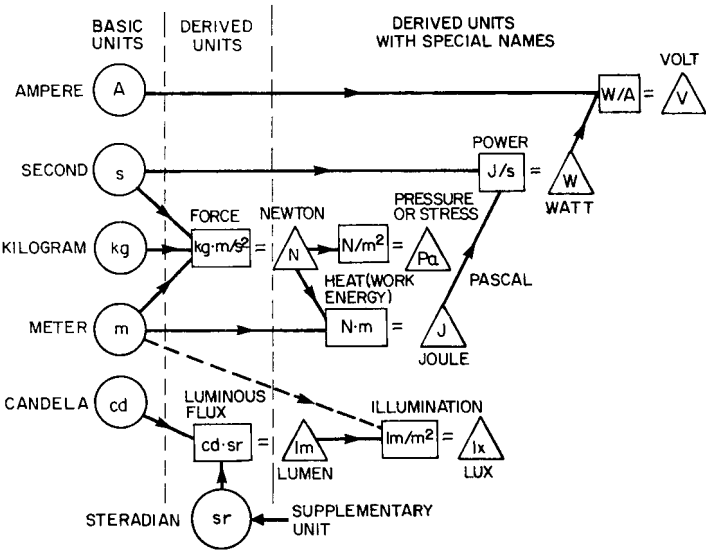 BASIC
UNITS
DERIVED
UNITS
DERIVED UNITS
WITH SPECIAL NAMES
AMPERE
A
W/A
=
VOLT
V
SECOND
s
POWER
J/s
=
W
WATT
KILOGRAM
kg
FORCE
kg·m/s²
=
NEWTON
N
N/m²
=
PRESSURE
OR STRESS
Pa
PASCAL
METER
m
HEAT(WORK
ENERGY)
N·m
=
J
JOULE
CANDELA
cd
LUMINOUS
FLUX
cd·sr
=
lm
LUMEN
ILLUMINATION
lm/m²
=
lx
LUX
STERADIAN
sr
SUPPLEMENTARY
UNIT